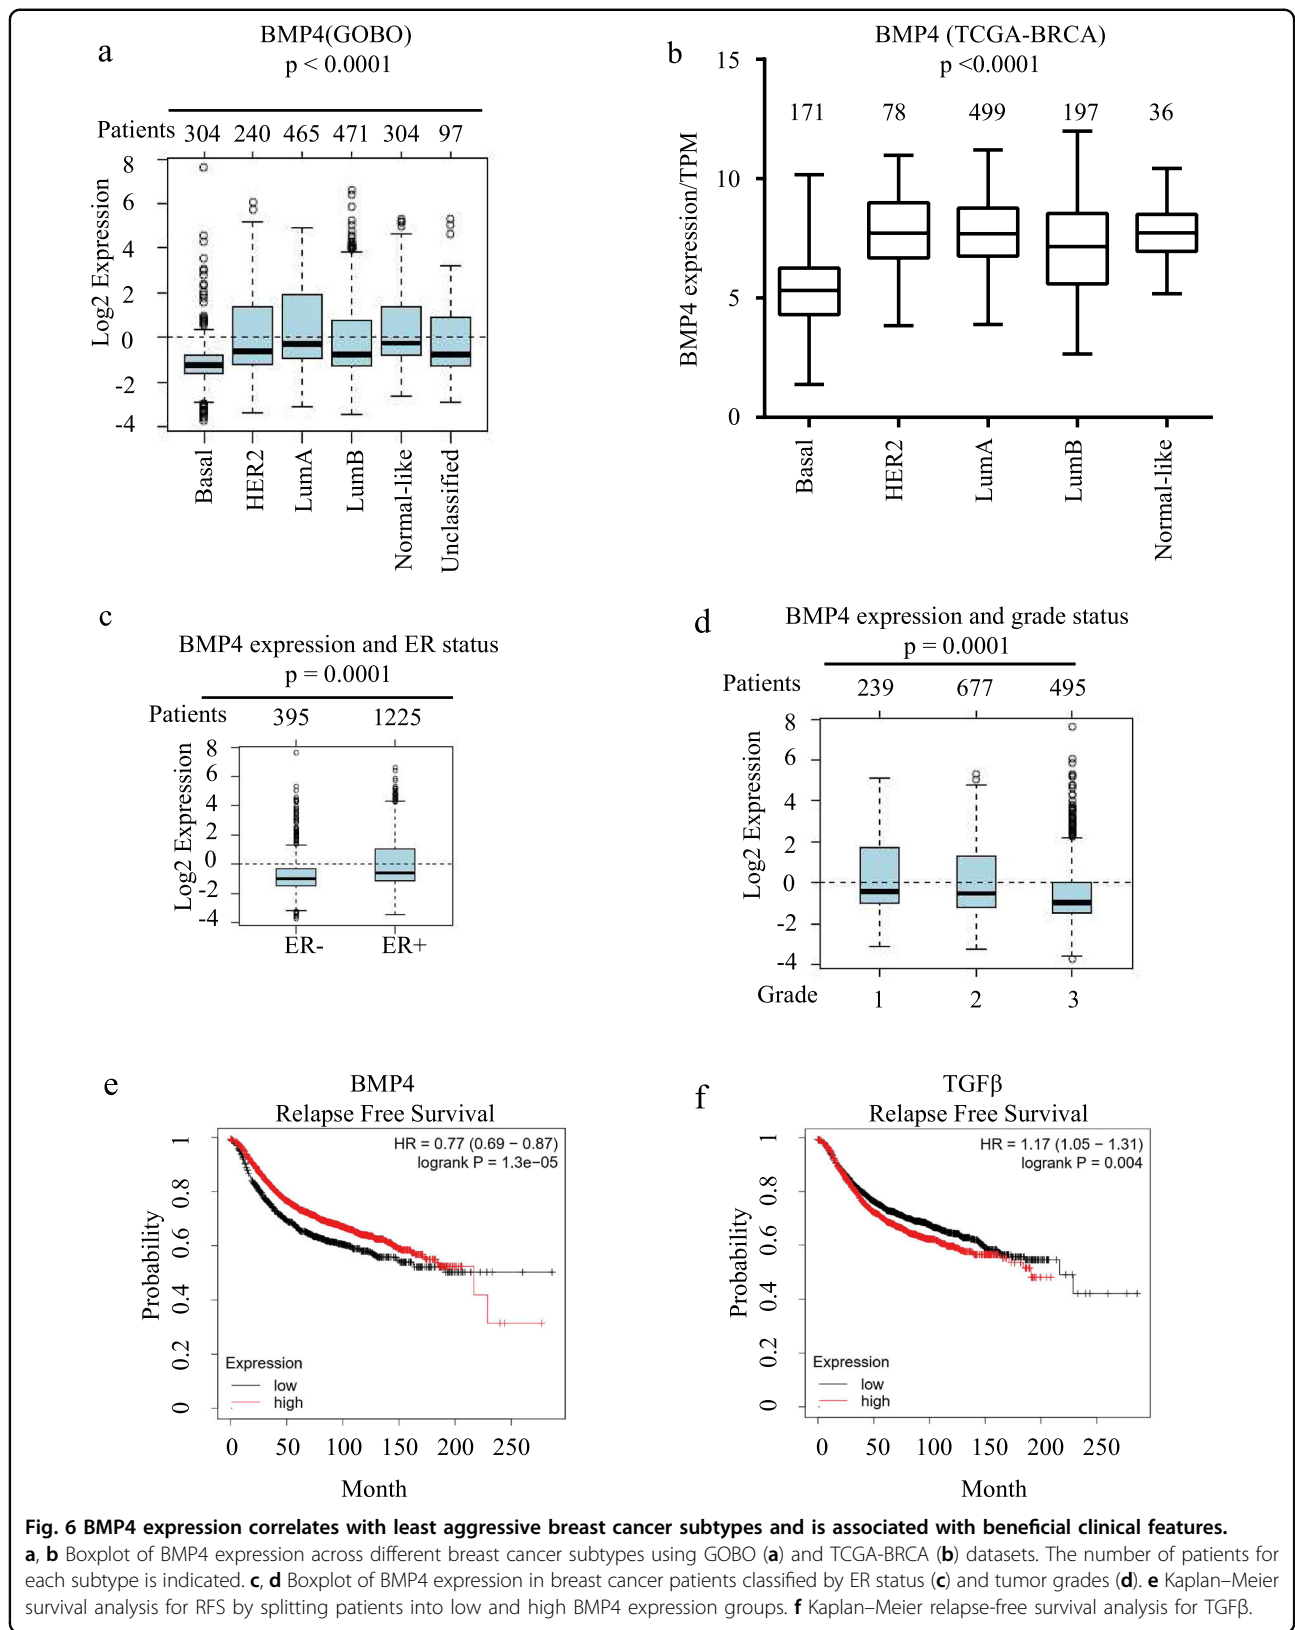 a
BMP4(GOBO)
p < 0.0001
Patients 304 240 465 471 304 97
Log2 Expression
8
6
4
2
0
-2
-4
Basal
HER2
LumA
LumB
Normal-like
Unclassified
b
BMP4 (TCGA-BRCA)
p <0.0001
171 78 499 197 36
BMP4 expression/TPM
15
10
5
0
Basal
HER2
LumA
LumB
Normal-like
c
BMP4 expression and ER status
p = 0.0001
Patients 395 1225
Log2 Expression
8
6
4
2
0
-2
-4
ER- ER+
d
BMP4 expression and grade status
p = 0.0001
Patients 239 677 495
Log2 Expression
8
6
4
2
0
-2
-4
Grade 1 2 3
e
BMP4
Relapse Free Survival
HR = 0.77 (0.69 − 0.87)
logrank P = 1.3e−05
Probability
1
0.8
0.6
0.4
0.2
0
Expression
low
high
0 50 100 150 200 250
Month
f
TGFβ
Relapse Free Survival
HR = 1.17 (1.05 − 1.31)
logrank P = 0.004
Probability
1
0.8
0.6
0.4
0.2
0
Expression
low
high
0 50 100 150 200 250
Month
Fig. 6 BMP4 expression correlates with least aggressive breast cancer subtypes and is associated with beneficial clinical features.
a, b Boxplot of BMP4 expression across different breast cancer subtypes using GOBO (a) and TCGA-BRCA (b) datasets. The number of patients for
each subtype is indicated. c, d Boxplot of BMP4 expression in breast cancer patients classified by ER status (c) and tumor grades (d). e Kaplan–Meier
survival analysis for RFS by splitting patients into low and high BMP4 expression groups. f Kaplan–Meier relapse-free survival analysis for TGFβ.